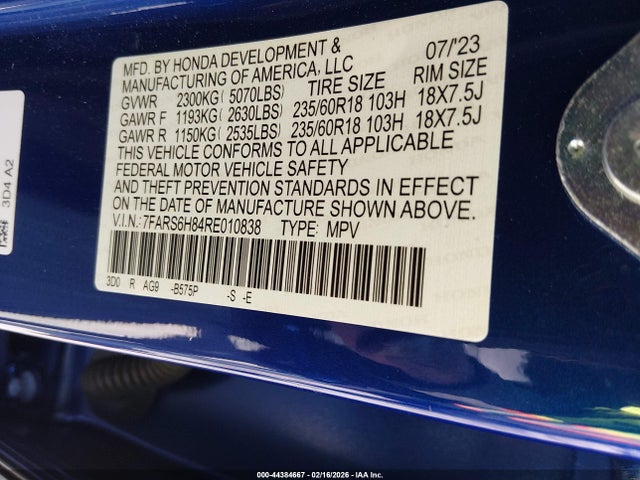 MFD. BY HONDA DEVELOPMENT & 07/'23
MANUFACTURING OF AMERICA, LLC
GVWR 2300KG(5070LBS) TIRE SIZE RIM SIZE
GAWR F 1193KG(2630LBS) 235/60R18 103H 18X7.5J
GAWR R 1150KG(2535LBS) 235/60R18 103H 18X7.5J
THIS VEHICLE CONFORMS TO ALL APPLICABLE
FEDERAL MOTOR VEHICLE SAFETY
AND THEFT PREVENTION STANDARDS IN EFFECT
ON THE DATE OF MANUFACTURE SHOWN ABOVE.
V.I.N.:7FARS6H84RE010838 TYPE: MPV
3D0 R AG9 -B575P -S -E
3D4 A2
000-44384667 - 02/16/2026 - IAA Inc.